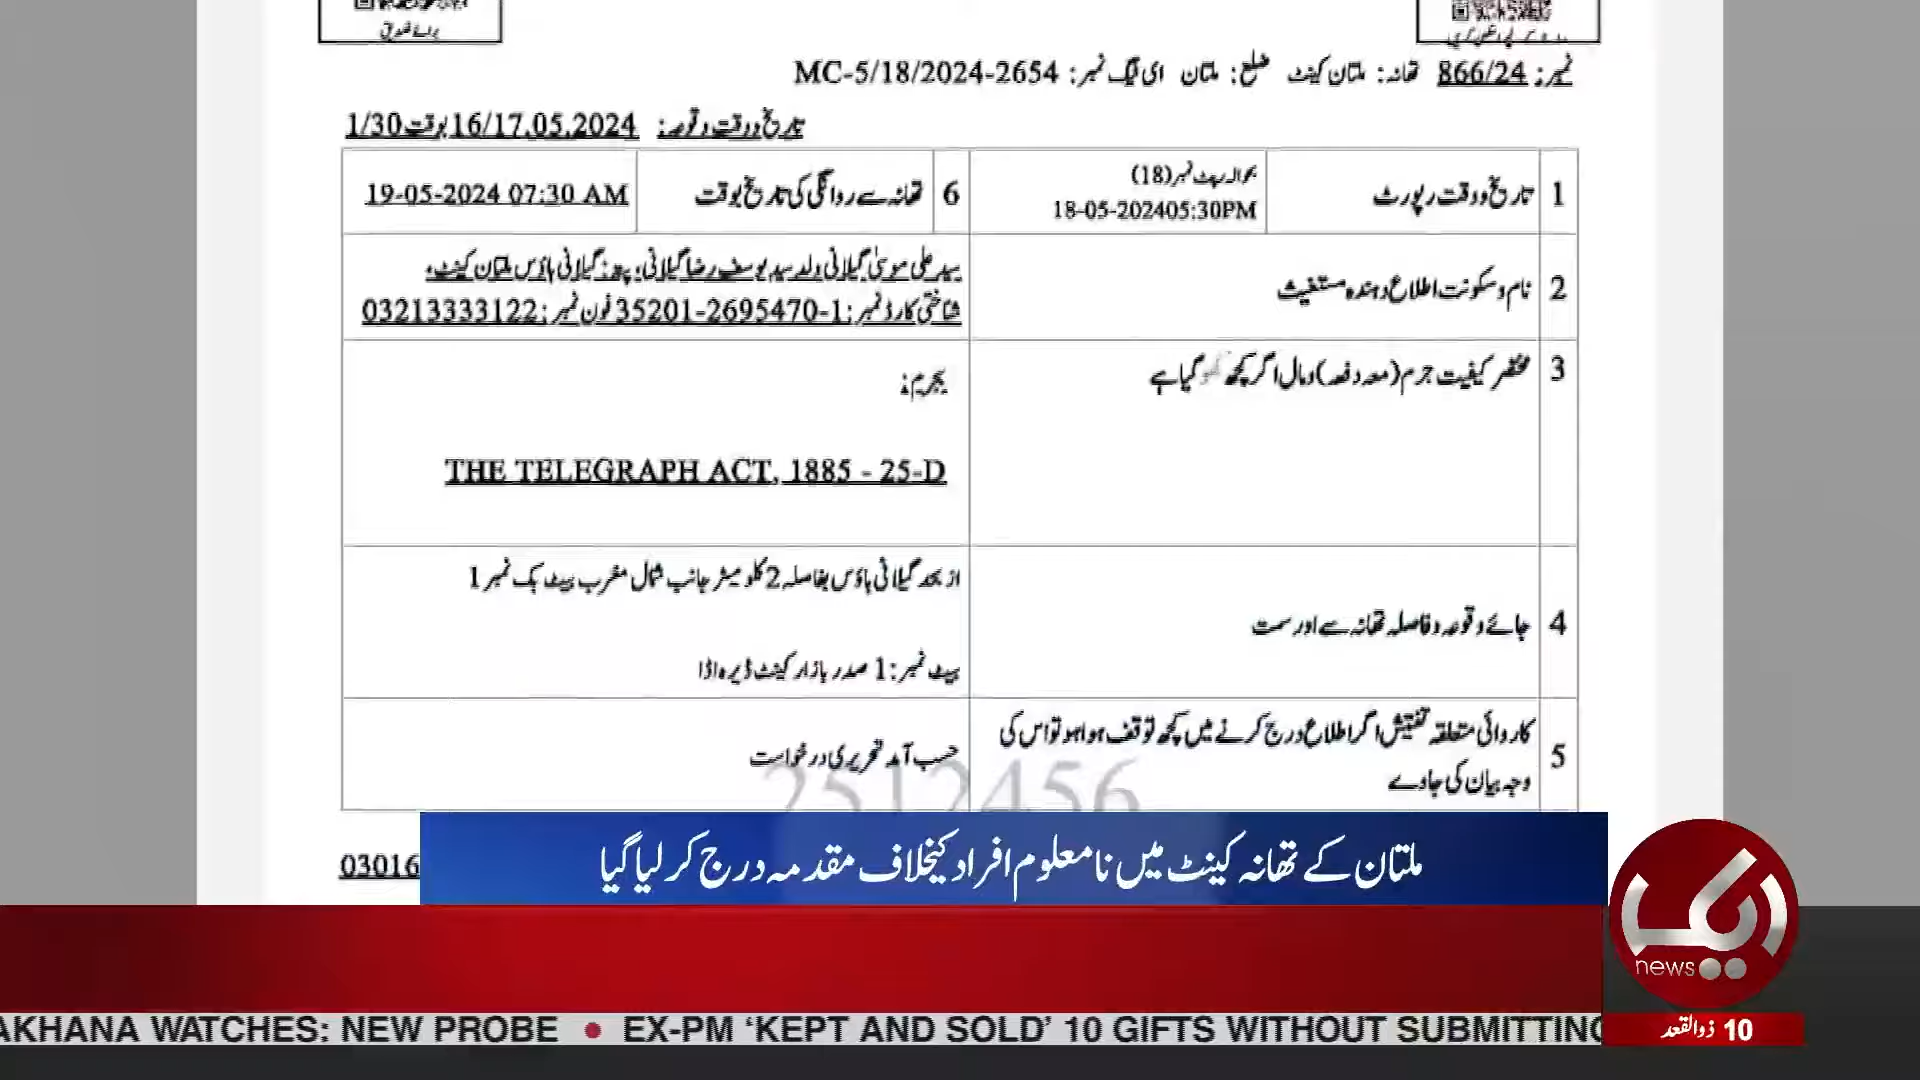 برائے تصدیق
نمبر: 866/24 تھانہ: ملتان کینٹ ضلع: ملتان ای ٹیگ نمبر: MC-5/18/2024-2654
تاریخ و وقت وقوعہ: 16/17.05.2024 بوقت 1/30
1 تاریخ و وقت رپورٹ بحوالہ رپٹ نمبر (18) 18-05-202405:30PM 6 تھانہ سے روانگی کی تاریخ بوقت 19-05-2024 07:30 AM
2 نام و سکونت اطلاع دہندہ مستغیث سید علی موسیٰ گیلانی ولد سید یوسف رضا گیلانی، پتہ: گیلانی ہاؤس ملتان کینٹ،
شناختی کارڈ نمبر: 35201-2695470-1 فون نمبر: 03213333122
3 مختصر کیفیت جرم (معہ دفعہ) و مال اگر کچھ کھو گیا ہے بجرم:
THE TELEGRAPH ACT, 1885 - 25-D
4 جائے وقوعہ و فاصلہ تھانہ سے اور سمت از بحد گیلانی ہاؤس بفاصلہ 2 کلومیٹر جانب شمال مغرب بیٹ بک نمبر 1
بیٹ نمبر: 1 صدر بازار کینٹ ڈیرہ اڈا
5 کاروائی متعلقہ تفتیش اگر اطلاع درج کرنے میں کچھ توقف ہوا ہو تو اس کی
وجہ بیان کی جاوے حسب آمد تحریری درخواست
2512456
03016
ملتان کے تھانہ کینٹ میں نامعلوم افراد کیخلاف مقدمہ درج کر لیا گیا
ایک
news
AKHANA WATCHES: NEW PROBE • EX-PM ‘KEPT AND SOLD’ 10 GIFTS WITHOUT SUBMITTING
10 ذوالقعد